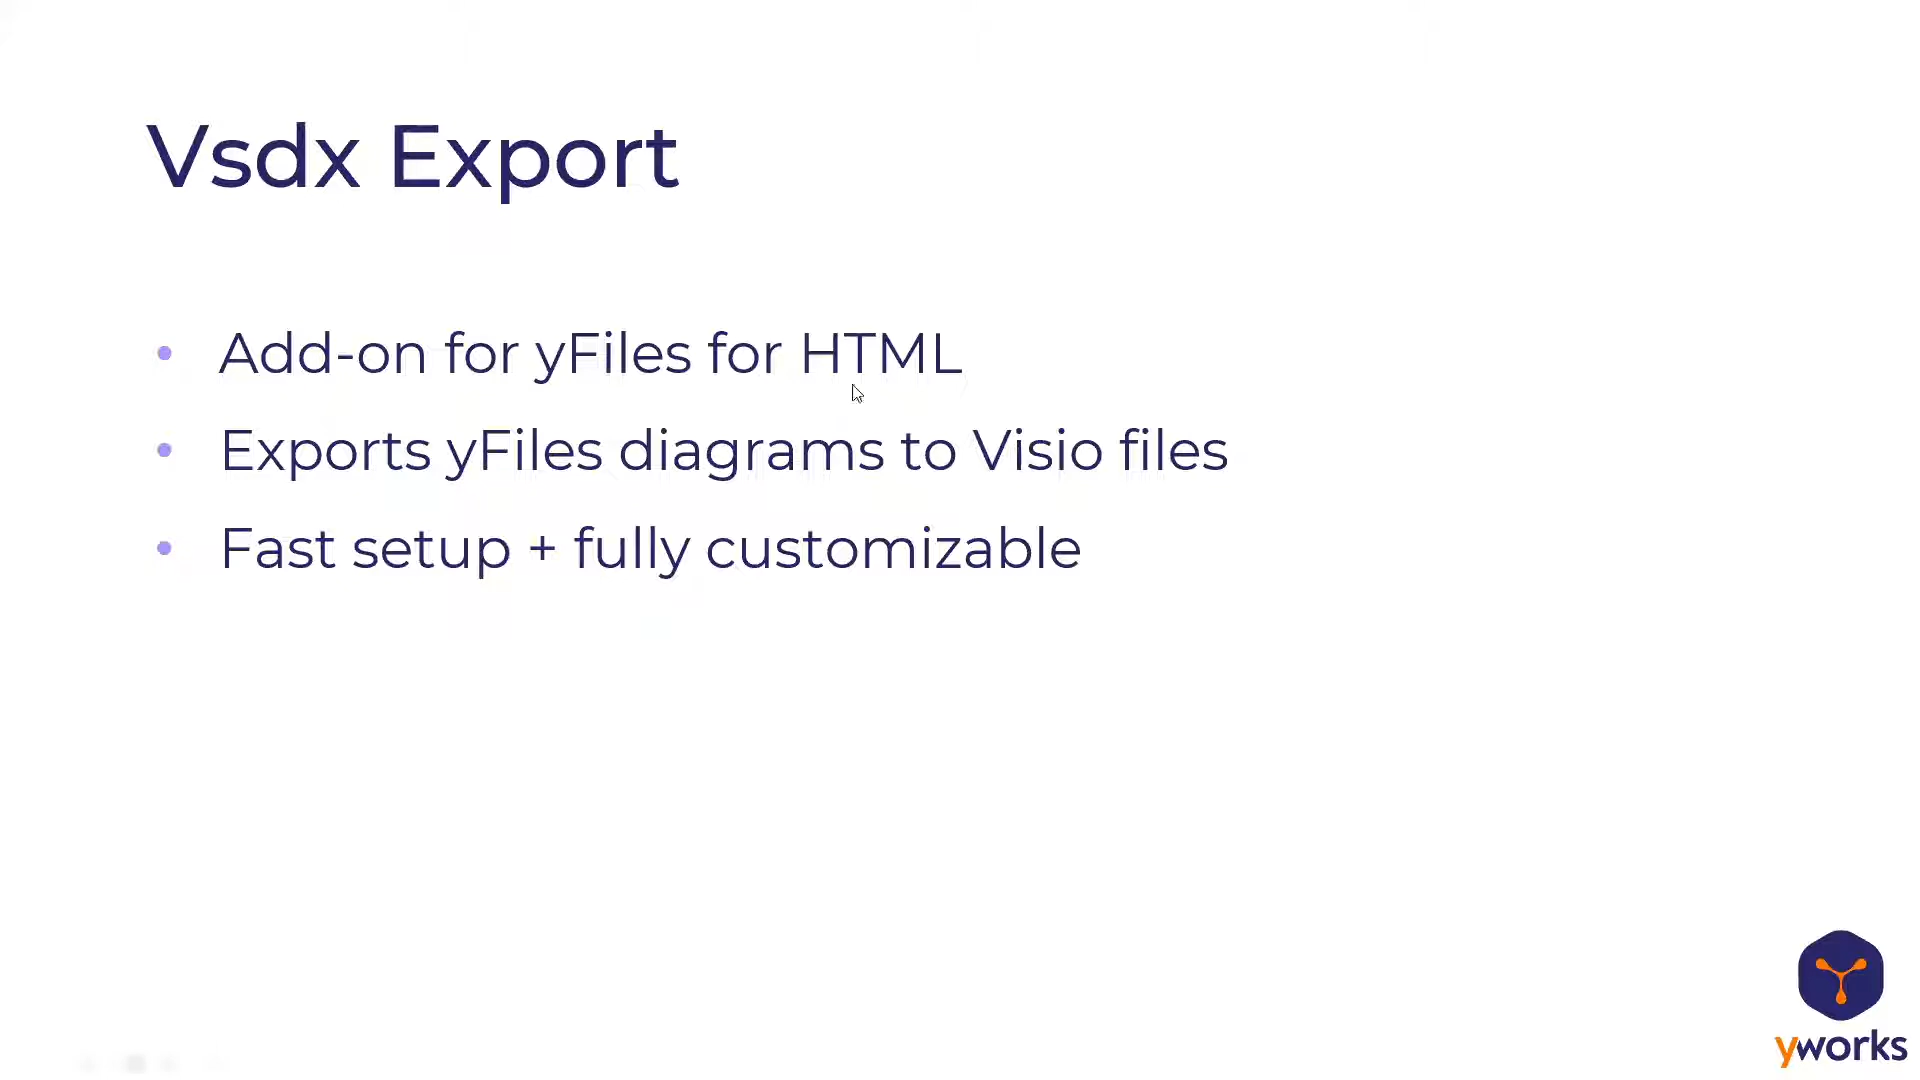 Vsdx Export
• Add-on for yFiles for HTML
• Exports yFiles diagrams to Visio files
• Fast setup + fully customizable
yworks